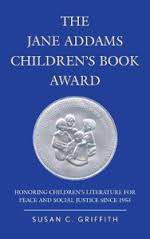 THE
JANE ADDAMS
CHILDREN'S BOOK
AWARD
HONORING CHILDREN'S LITERATURE FOR
PEACE AND SOCIAL JUSTICE SINCE 1953
SUSAN C. GRIFFITH